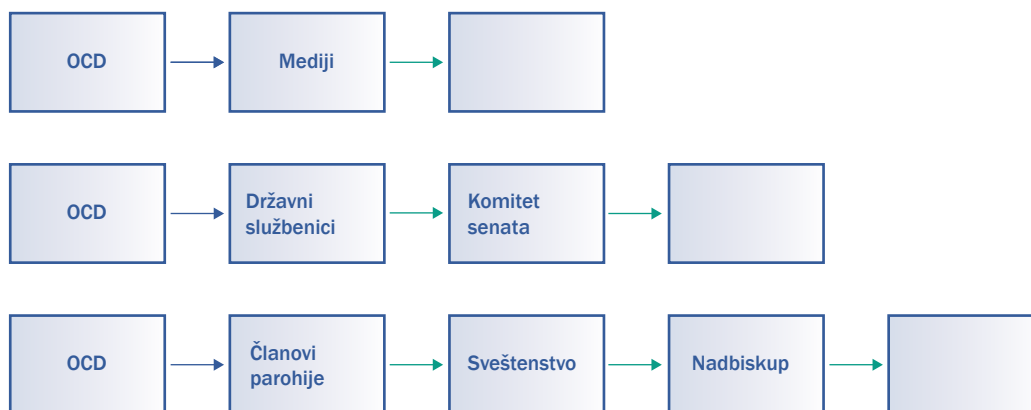 OCD
Mediji
OCD
Državni
službenici
Komitet
senata
OCD
Članovi
parohije
Sveštenstvo
Nadbiskup